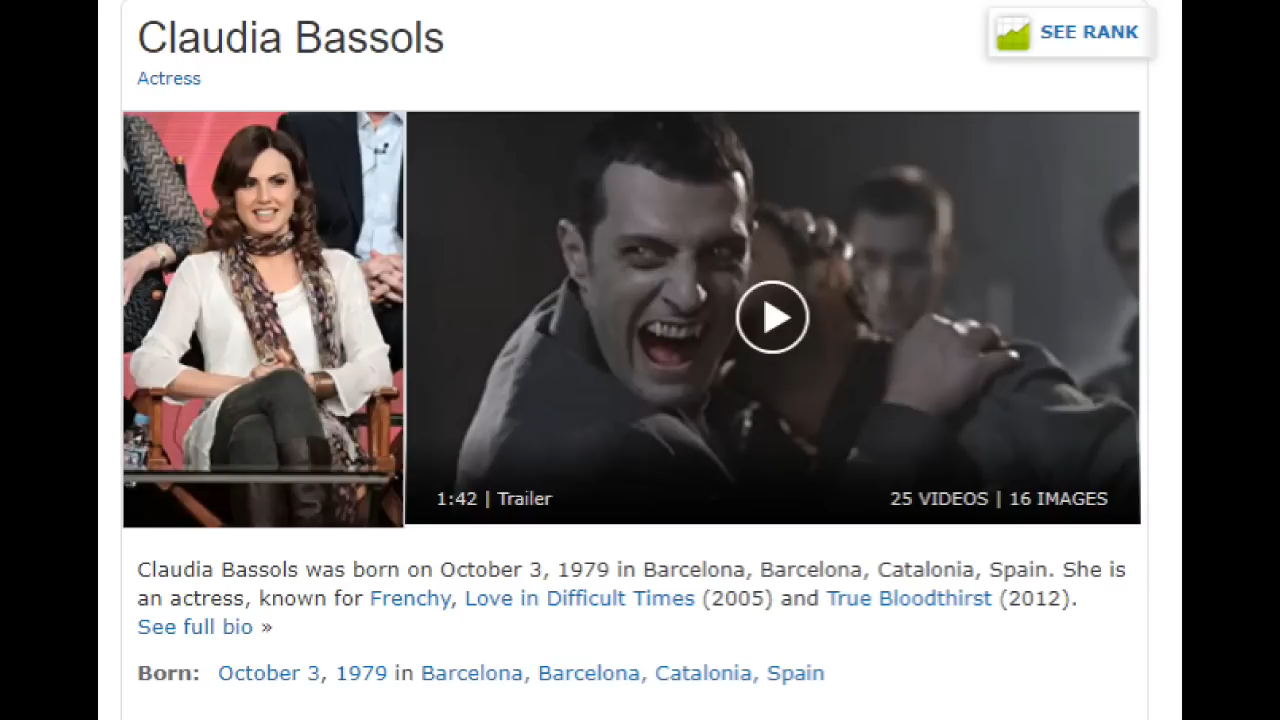 Claudia Bassols
SEE RANK
Actress
1:42 | Trailer
25 VIDEOS | 16 IMAGES
Claudia Bassols was born on October 3, 1979 in Barcelona, Barcelona, Catalonia, Spain. She is
an actress, known for Frenchy, Love in Difficult Times (2005) and True Bloodthirst (2012).
See full bio »
Born: October 3, 1979 in Barcelona, Barcelona, Catalonia, Spain